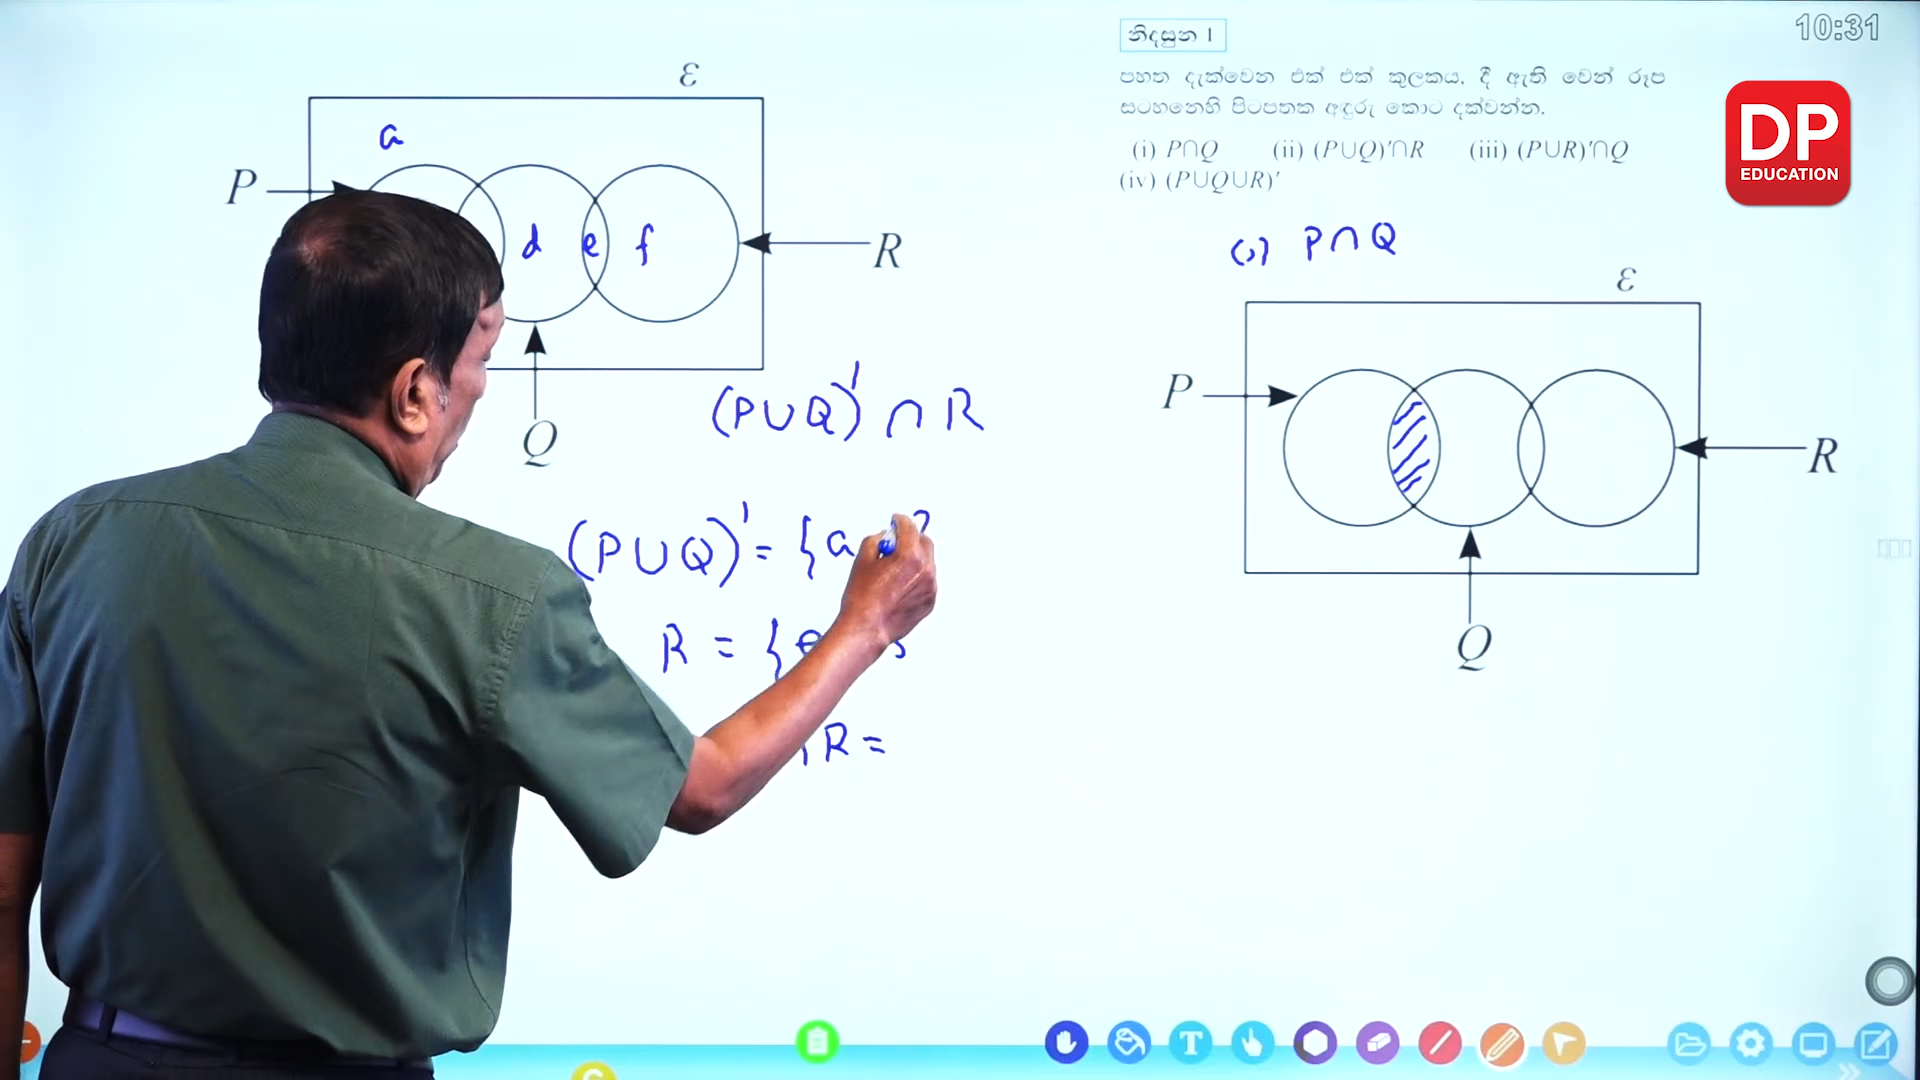 10:31
නිදසුන 1
පහත දැක්වෙන එක් එක් කුලකය, දී ඇති වෙන් රූප
සටහනෙහි පිටපතක අඳුරු කොට දක්වන්න.
(i) P∩Q (ii) (P∪Q)′∩R (iii) (P∪R)′∩Q
(iv) (P∪Q∪R)′
DP
EDUCATION
ε
a
P
d e f
R
Q
(P∪Q)′ ∩ R
(P∪Q)′ = {a
R = {e
R =
(i) P∩Q
ε
P
R
Q